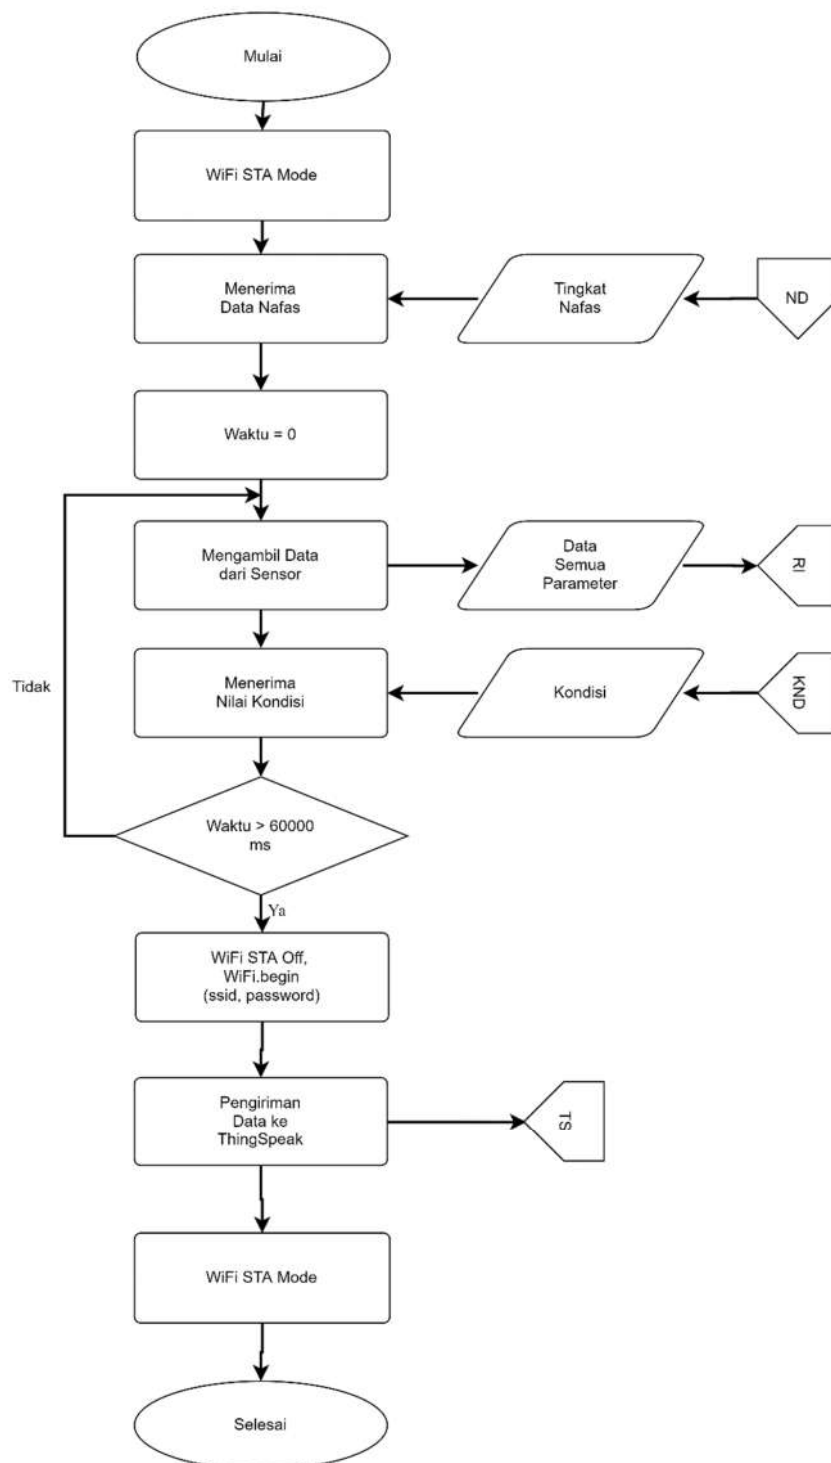 Mulai
WiFi STA Mode
Menerima
Data Nafas
Tingkat
Nafas
ND
Waktu = 0
Mengambil Data
dari Sensor
Data
Semua
Parameter
RI
Tidak
Menerima
Nilai Kondisi
Kondisi
KND
Waktu > 60000
ms
Ya
WiFi STA Off,
WiFi.begin
(ssid, password)
Pengiriman
Data ke
ThingSpeak
TS
WiFi STA Mode
Selesai